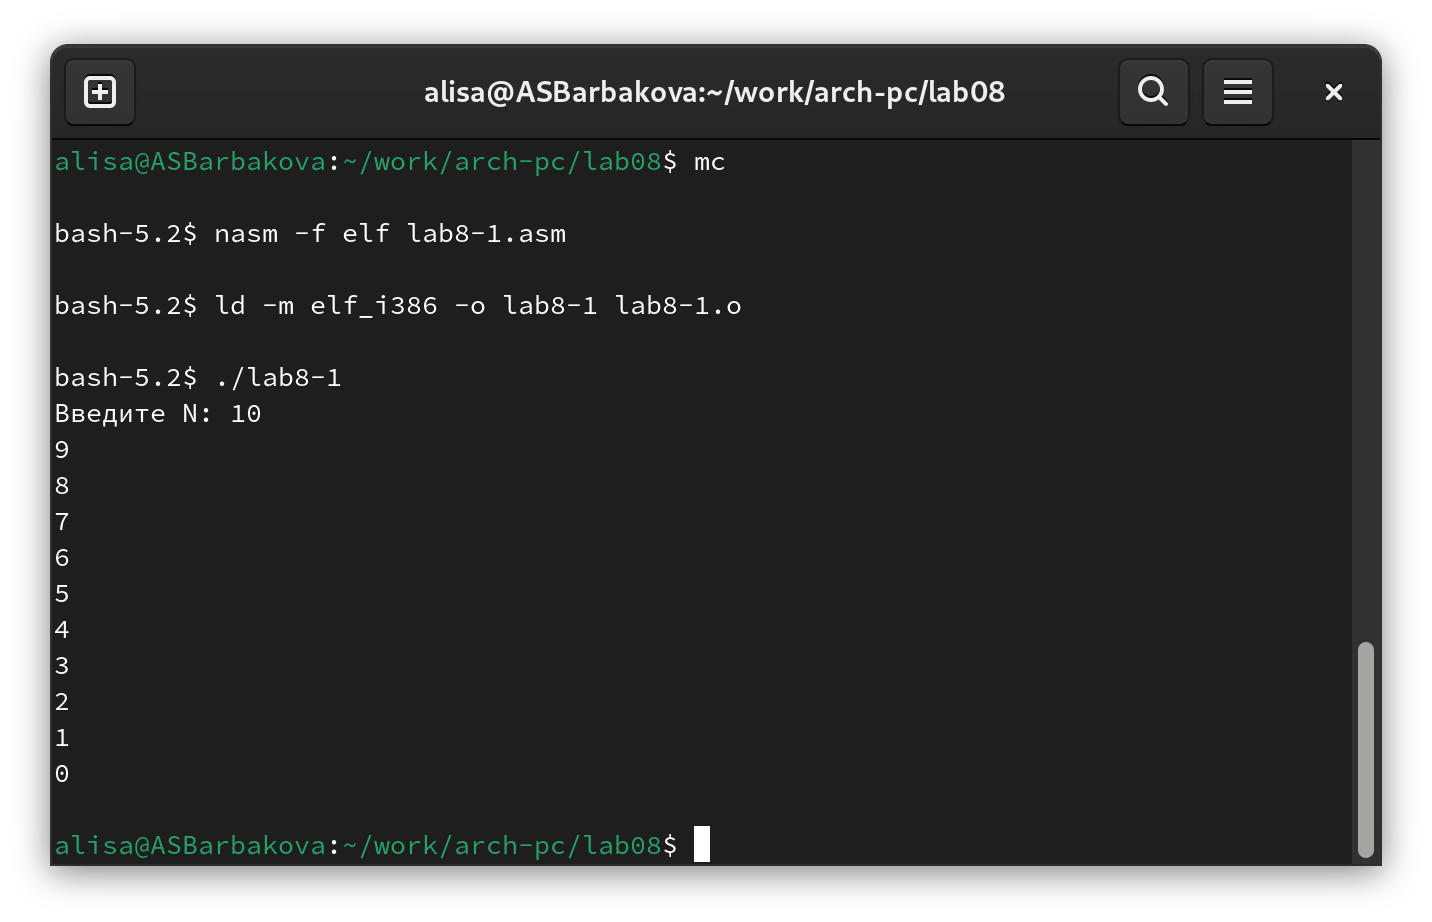 alisa@ASBarbakova:~/work/arch-pc/lab08
alisa@ASBarbakova:~/work/arch-pc/lab08$ mc
bash-5.2$ nasm -f elf lab8-1.asm
bash-5.2$ ld -m elf_i386 -o lab8-1 lab8-1.o
bash-5.2$ ./lab8-1
Введите N: 10
9
8
7
6
5
4
3
2
1
0
alisa@ASBarbakova:~/work/arch-pc/lab08$